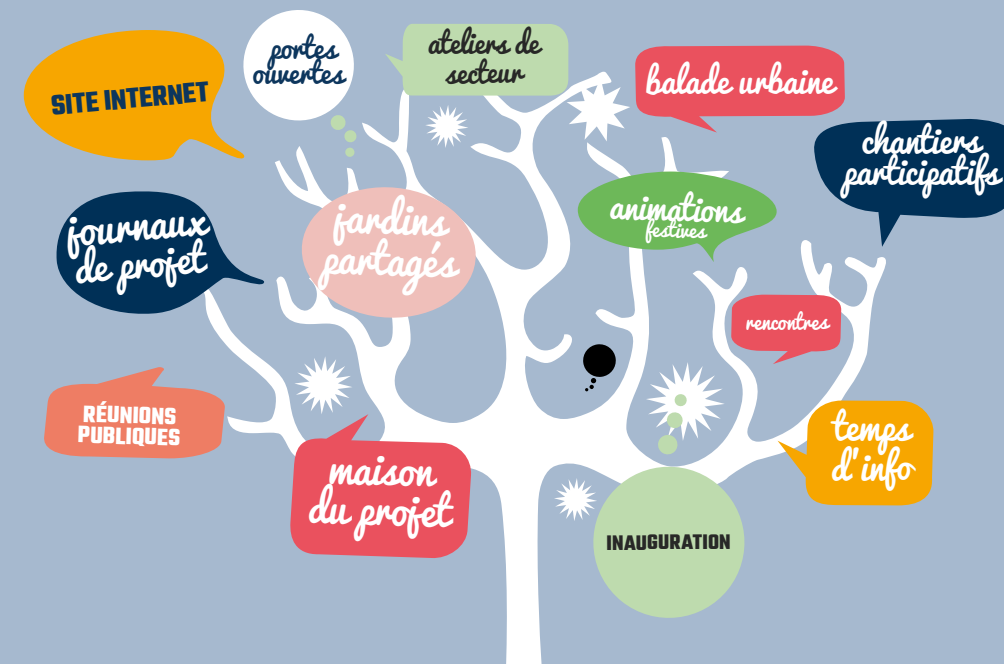 portes
ouvertes
ateliers de
secteur
balade urbaine
SITE INTERNET
chantiers
participatifs
journaux
de projet
jardins
partagés
animations
festives
rencontres
RÉUNIONS
PUBLIQUES
temps
d'info
maison
du projet
INAUGURATION